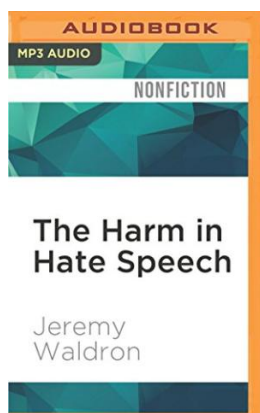 AUDIOBOOK
MP3 AUDIO
NONFICTION
The Harm in
Hate Speech
Jeremy
Waldron